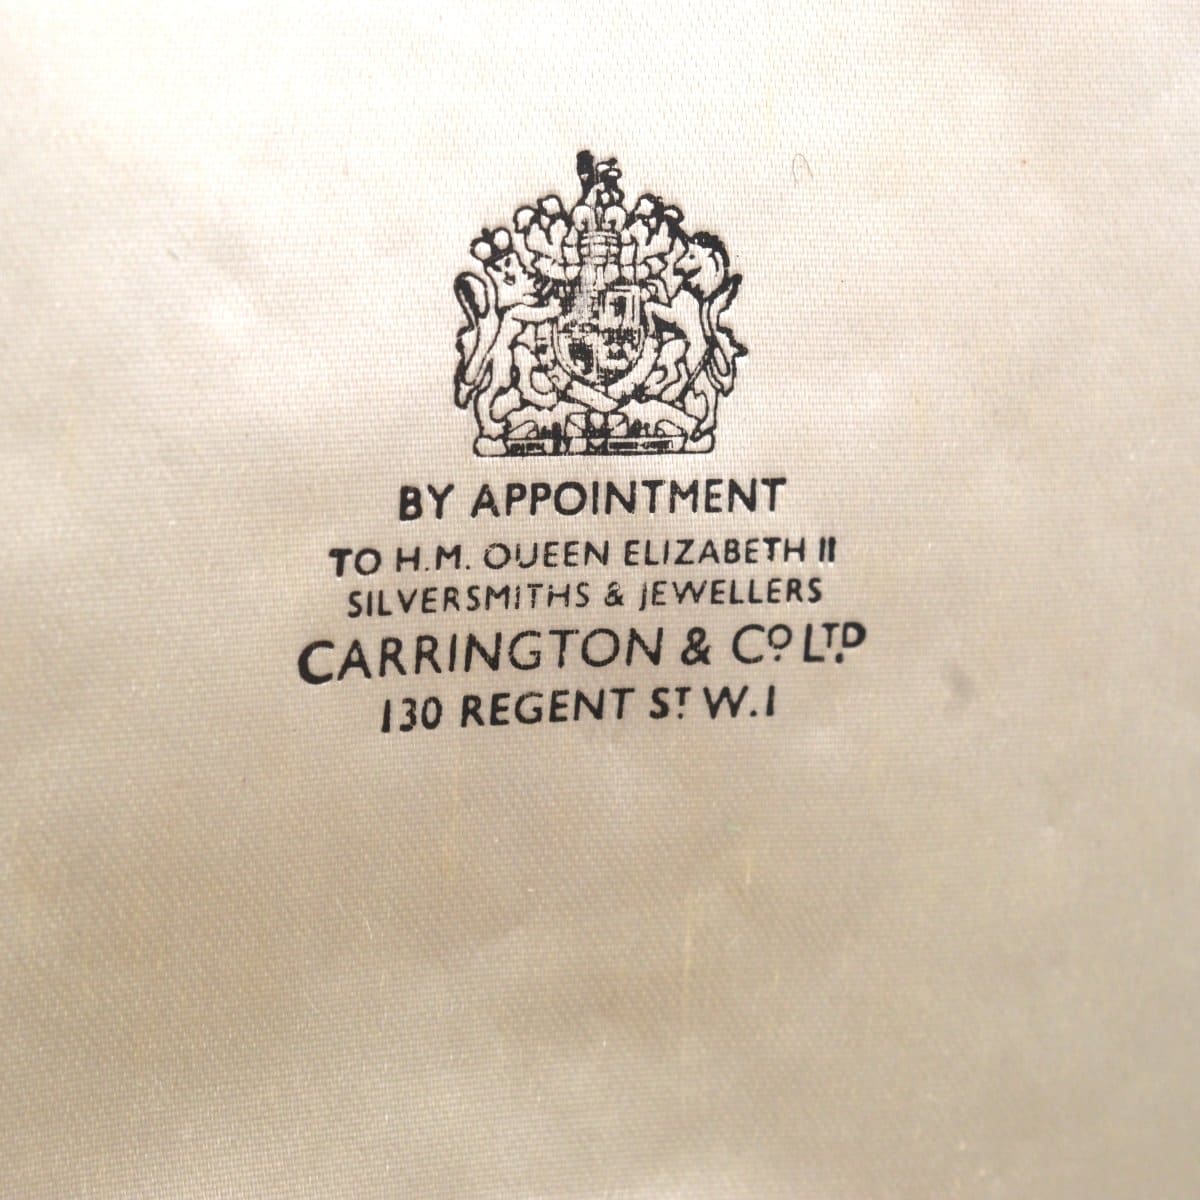 BY APPOINTMENT
TO H.M. QUEEN ELIZABETH II
SILVERSMITHS & JEWELLERS
CARRINGTON & Co LTD
130 REGENT ST W.1